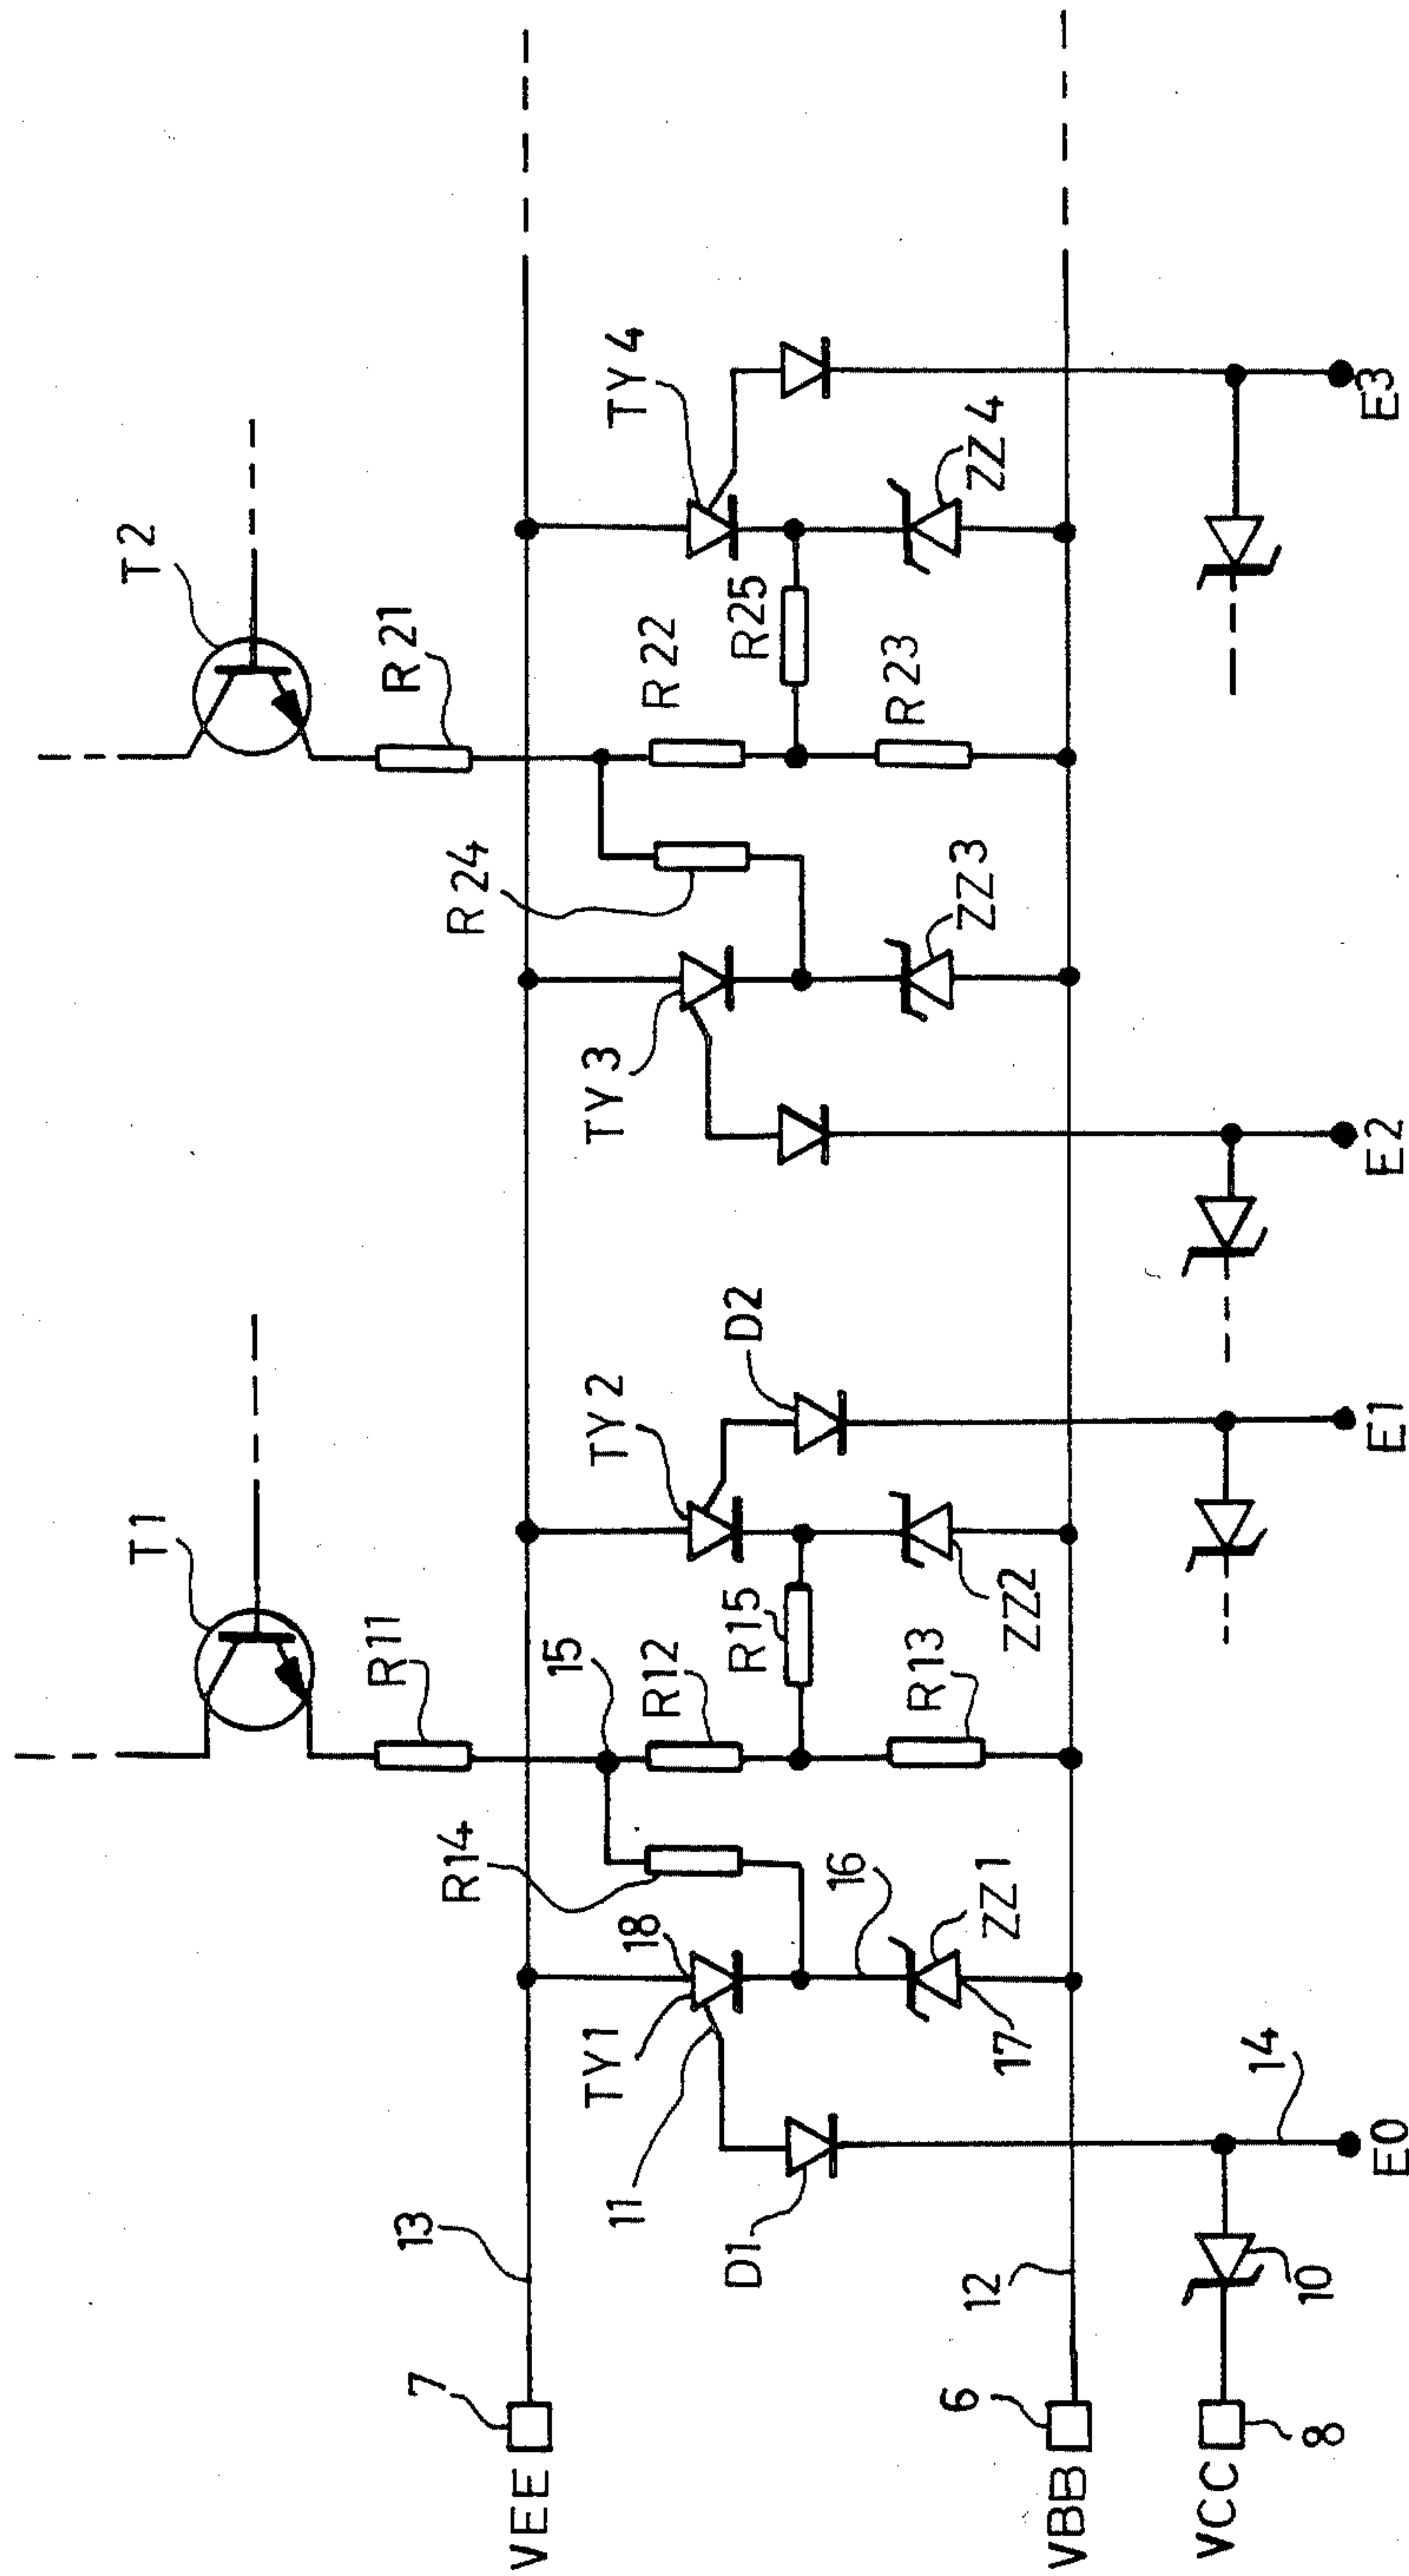 T1
T2
R11
R21
7
13
VEE
R14
15
R24
TY1
18
R12
TY2
TY3
R22
TY4
11
R15
R25
D1
D2
16
R13
R23
ZZ1
ZZ2
ZZ3
ZZ4
17
6
12
VBB
VCC
8
10
14
E0
E1
E2
E3